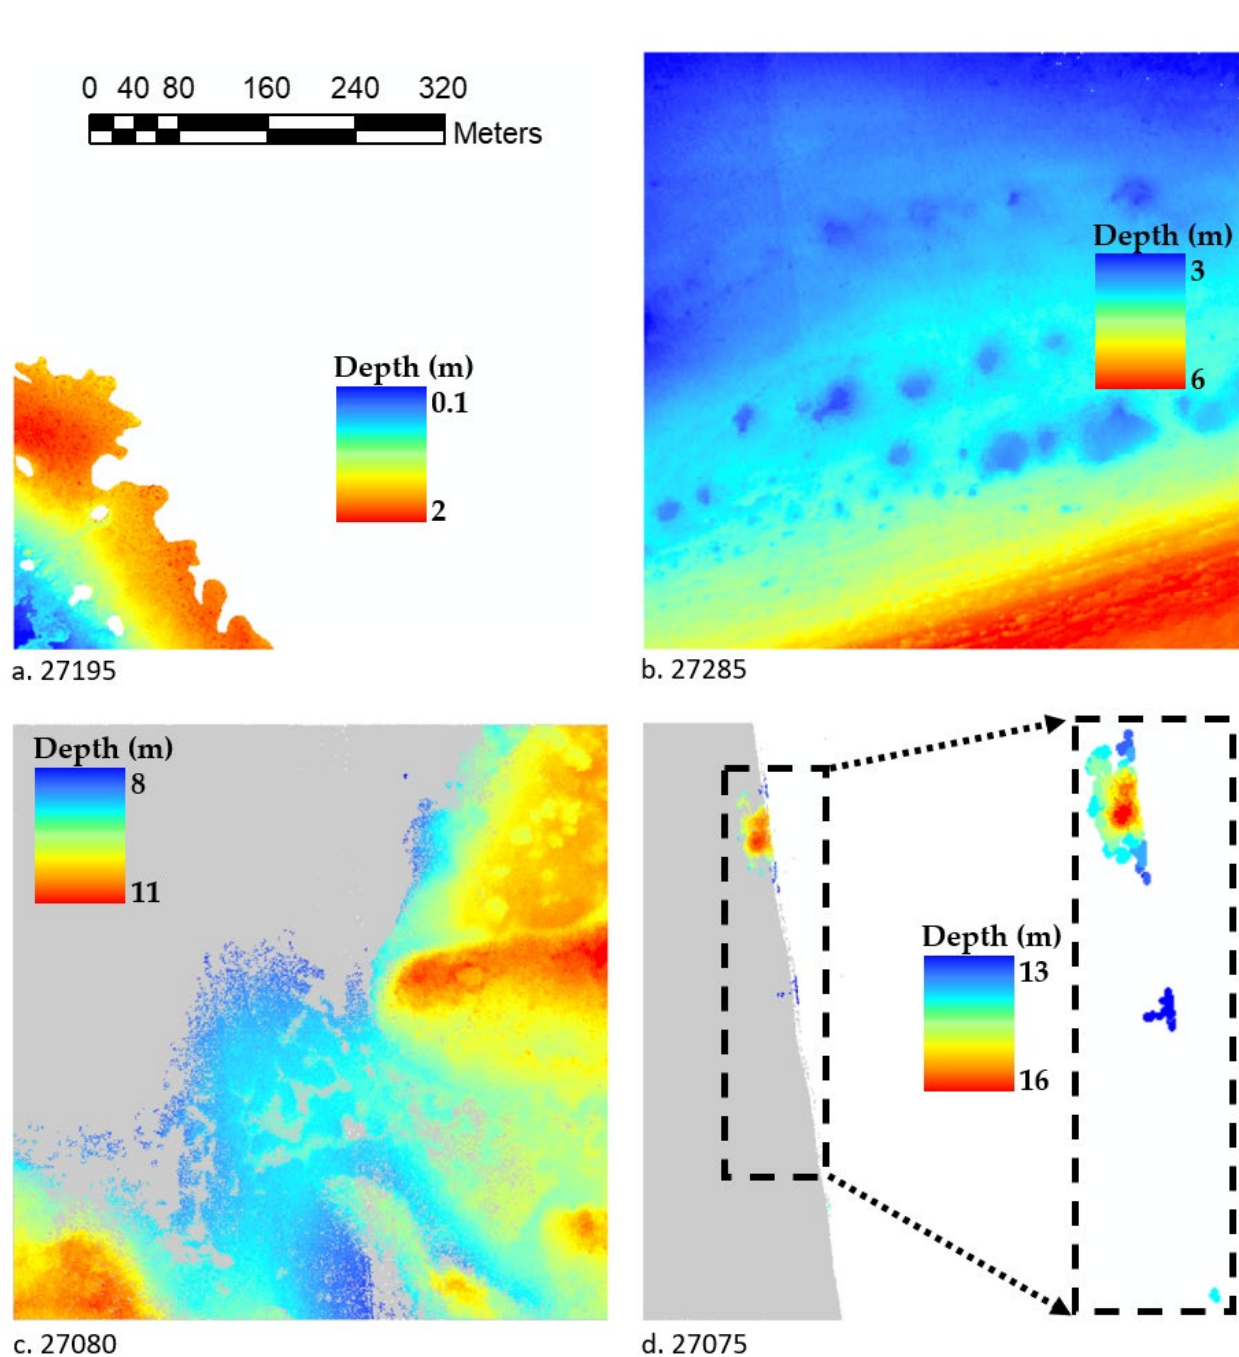 0 40 80 160 240 320
Meters
Depth (m)
0.1
2
a. 27195
Depth (m)
3
6
b. 27285
Depth (m)
8
11
c. 27080
Depth (m)
13
16
d. 27075